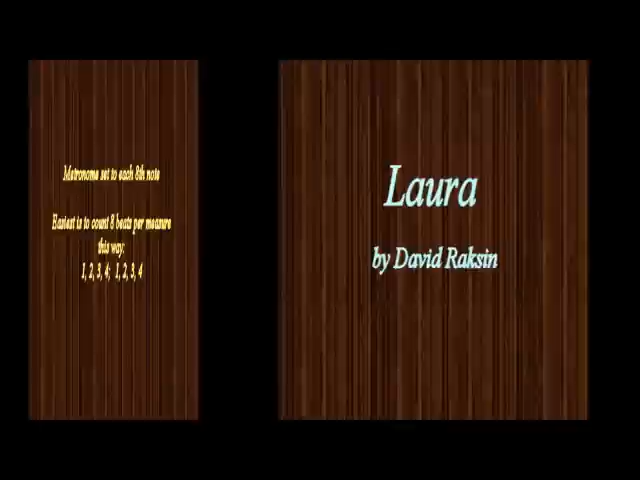 Metronome set to each 8th note
Easiest is to count 8 beats per measure
this way:
1, 2, 3, 4; 1, 2, 3, 4
Laura
by David Raksin